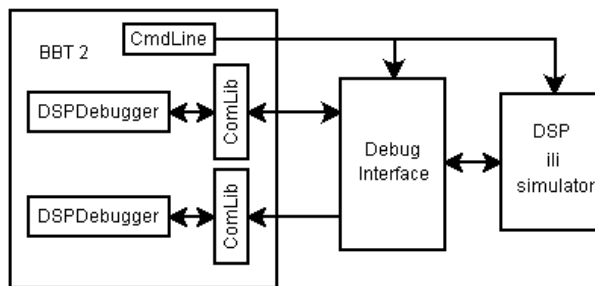 BBT 2
CmdLine
DSPDebugger
ComLib
DSPDebugger
ComLib
Debug
Interface
DSP
ili
simulator